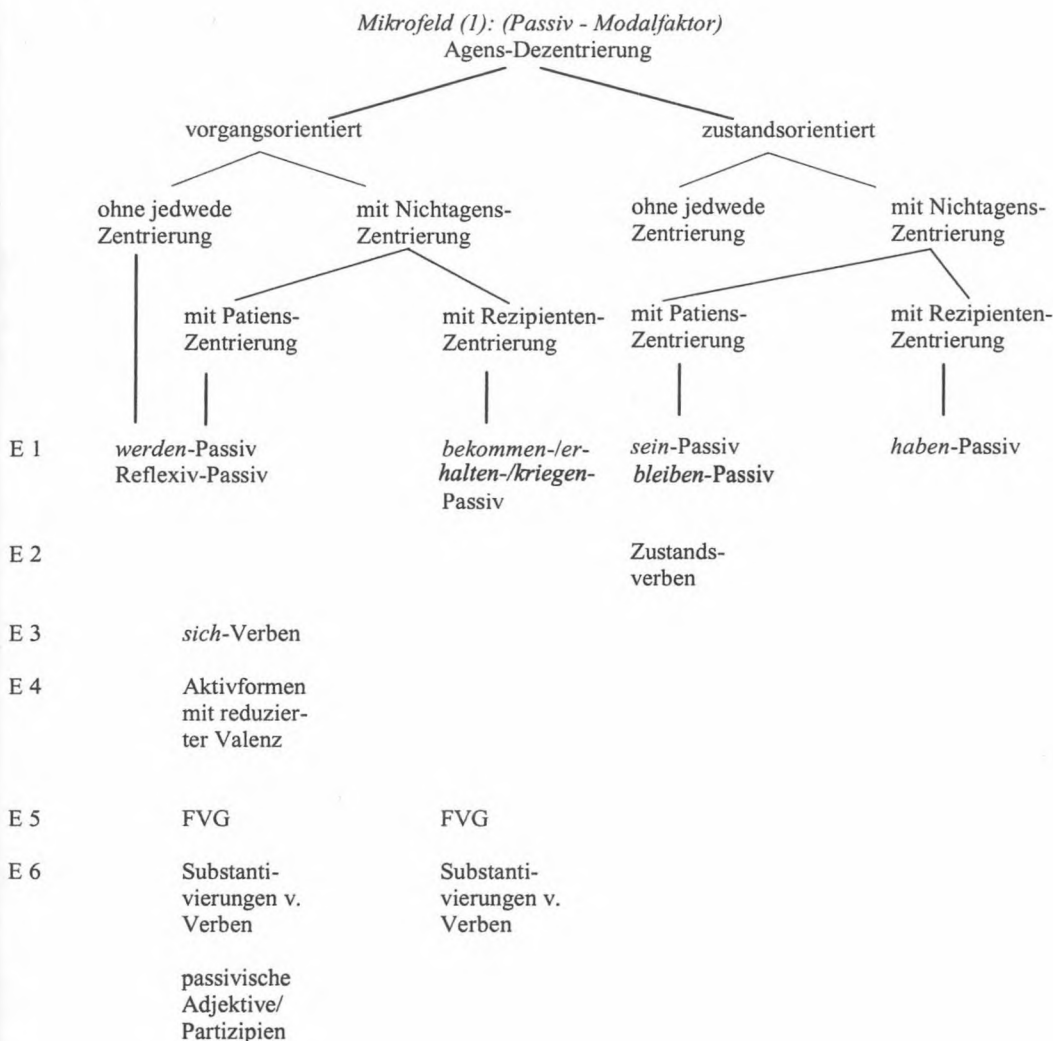 Mikrofeld (1): (Passiv - Modalfaktor)
Agens-Dezentrierung
vorgangsorientiert
zustandsorientiert
ohne jedwede
Zentrierung
mit Nichtagens-
Zentrierung
ohne jedwede
Zentrierung
mit Nichtagens-
Zentrierung
mit Patiens-
Zentrierung
mit Rezipienten-
Zentrierung
mit Patiens-
Zentrierung
mit Rezipienten-
Zentrierung
E 1
werden-Passiv
Reflexiv-Passiv
bekommen-/er-
halten-/kriegen-
Passiv
sein-Passiv
bleiben-Passiv
haben-Passiv
E 2
Zustands-
verben
E 3
sich-Verben
E 4
Aktivformen
mit reduzier-
ter Valenz
E 5
FVG
FVG
E 6
Substanti-
vierungen v.
Verben
Substanti-
vierungen v.
Verben
passivische
Adjektive/
Partizipien